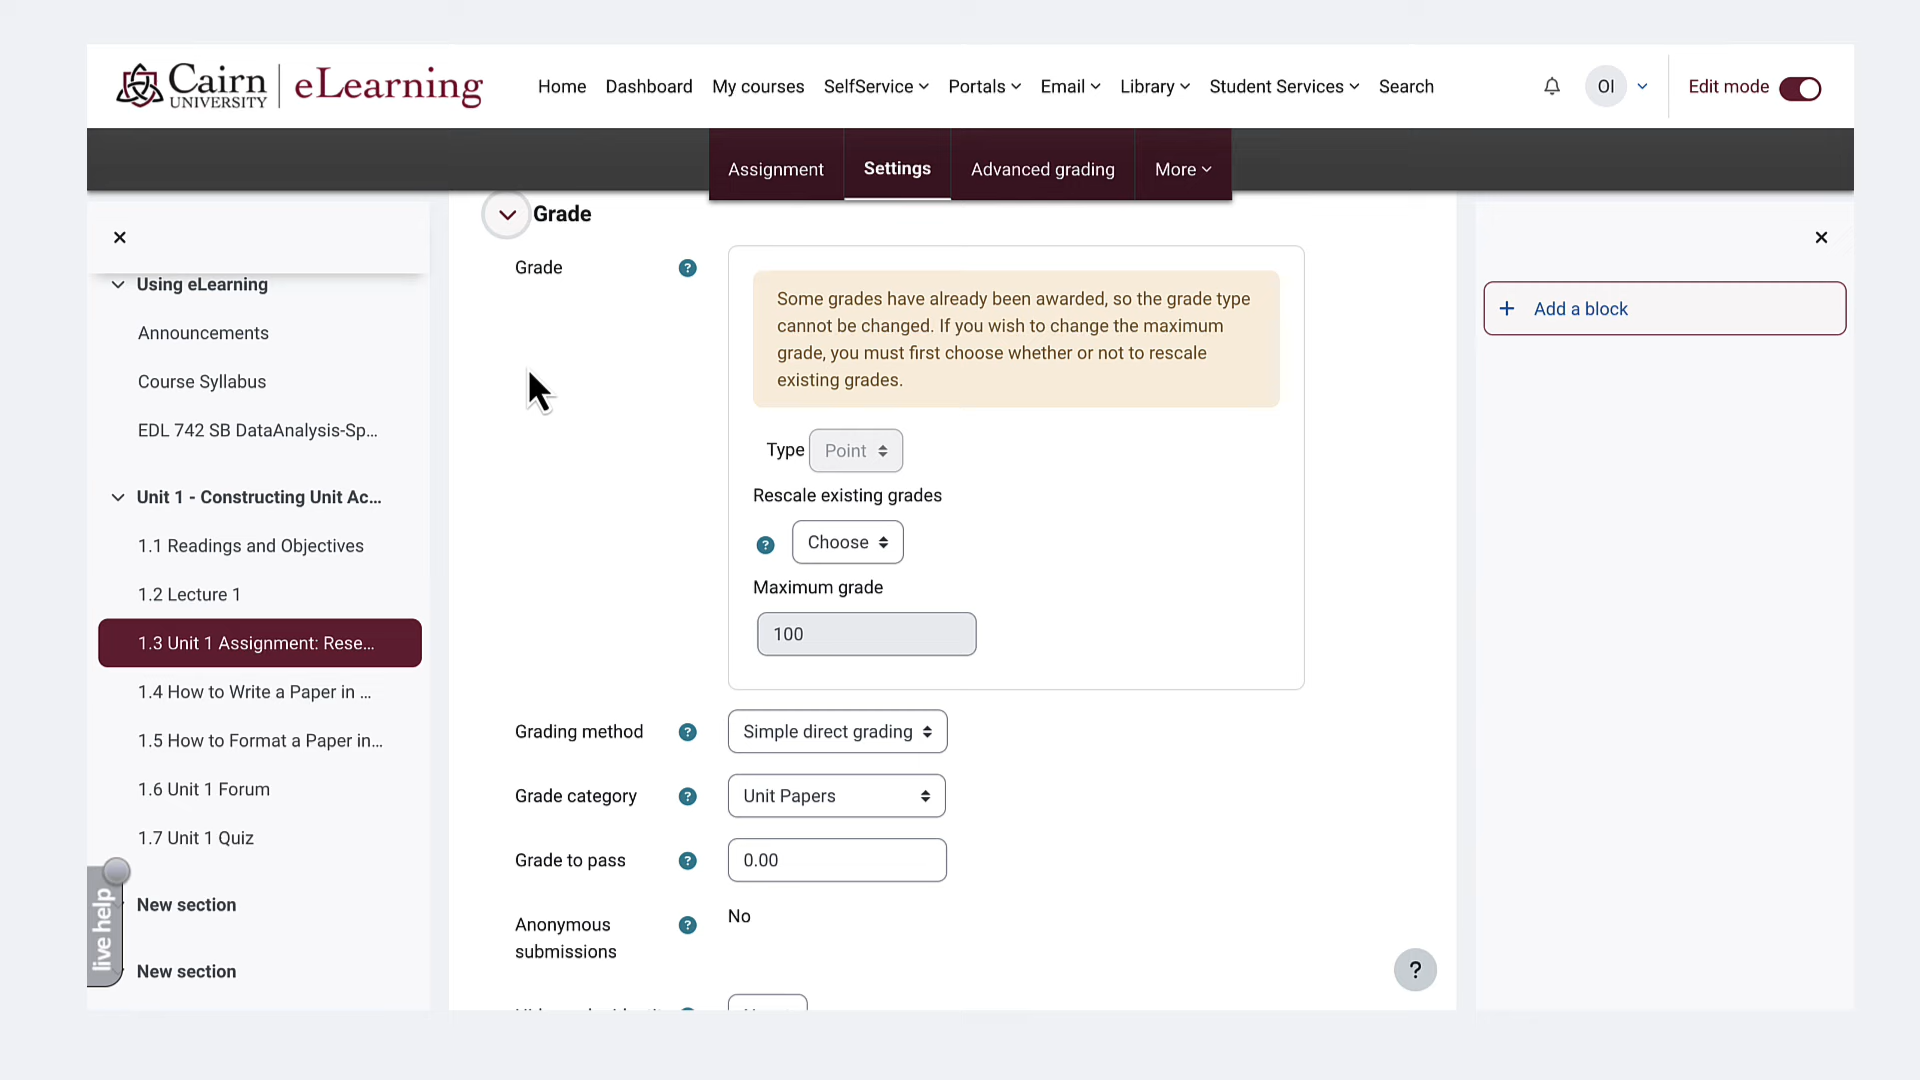 Cairn
UNIVERSITY
eLearning
Home Dashboard My courses SelfService Portals Email Library Student Services Search
OI
Edit mode
Assignment Settings Advanced grading More
Using eLearning
Announcements
Course Syllabus
EDL 742 SB DataAnalysis-Sp...
Unit 1 - Constructing Unit Ac...
1.1 Readings and Objectives
1.2 Lecture 1
1.3 Unit 1 Assignment: Rese...
1.4 How to Write a Paper in ...
1.5 How to Format a Paper in...
1.6 Unit 1 Forum
1.7 Unit 1 Quiz
New section
New section
live help
Grade
Grade ?
Some grades have already been awarded, so the grade type
cannot be changed. If you wish to change the maximum
grade, you must first choose whether or not to rescale
existing grades.
Type Point
Rescale existing grades
? Choose
Maximum grade
100
Grading method ? Simple direct grading
Grade category ? Unit Papers
Grade to pass ? 0.00
Anonymous
submissions ? No
?
+ Add a block